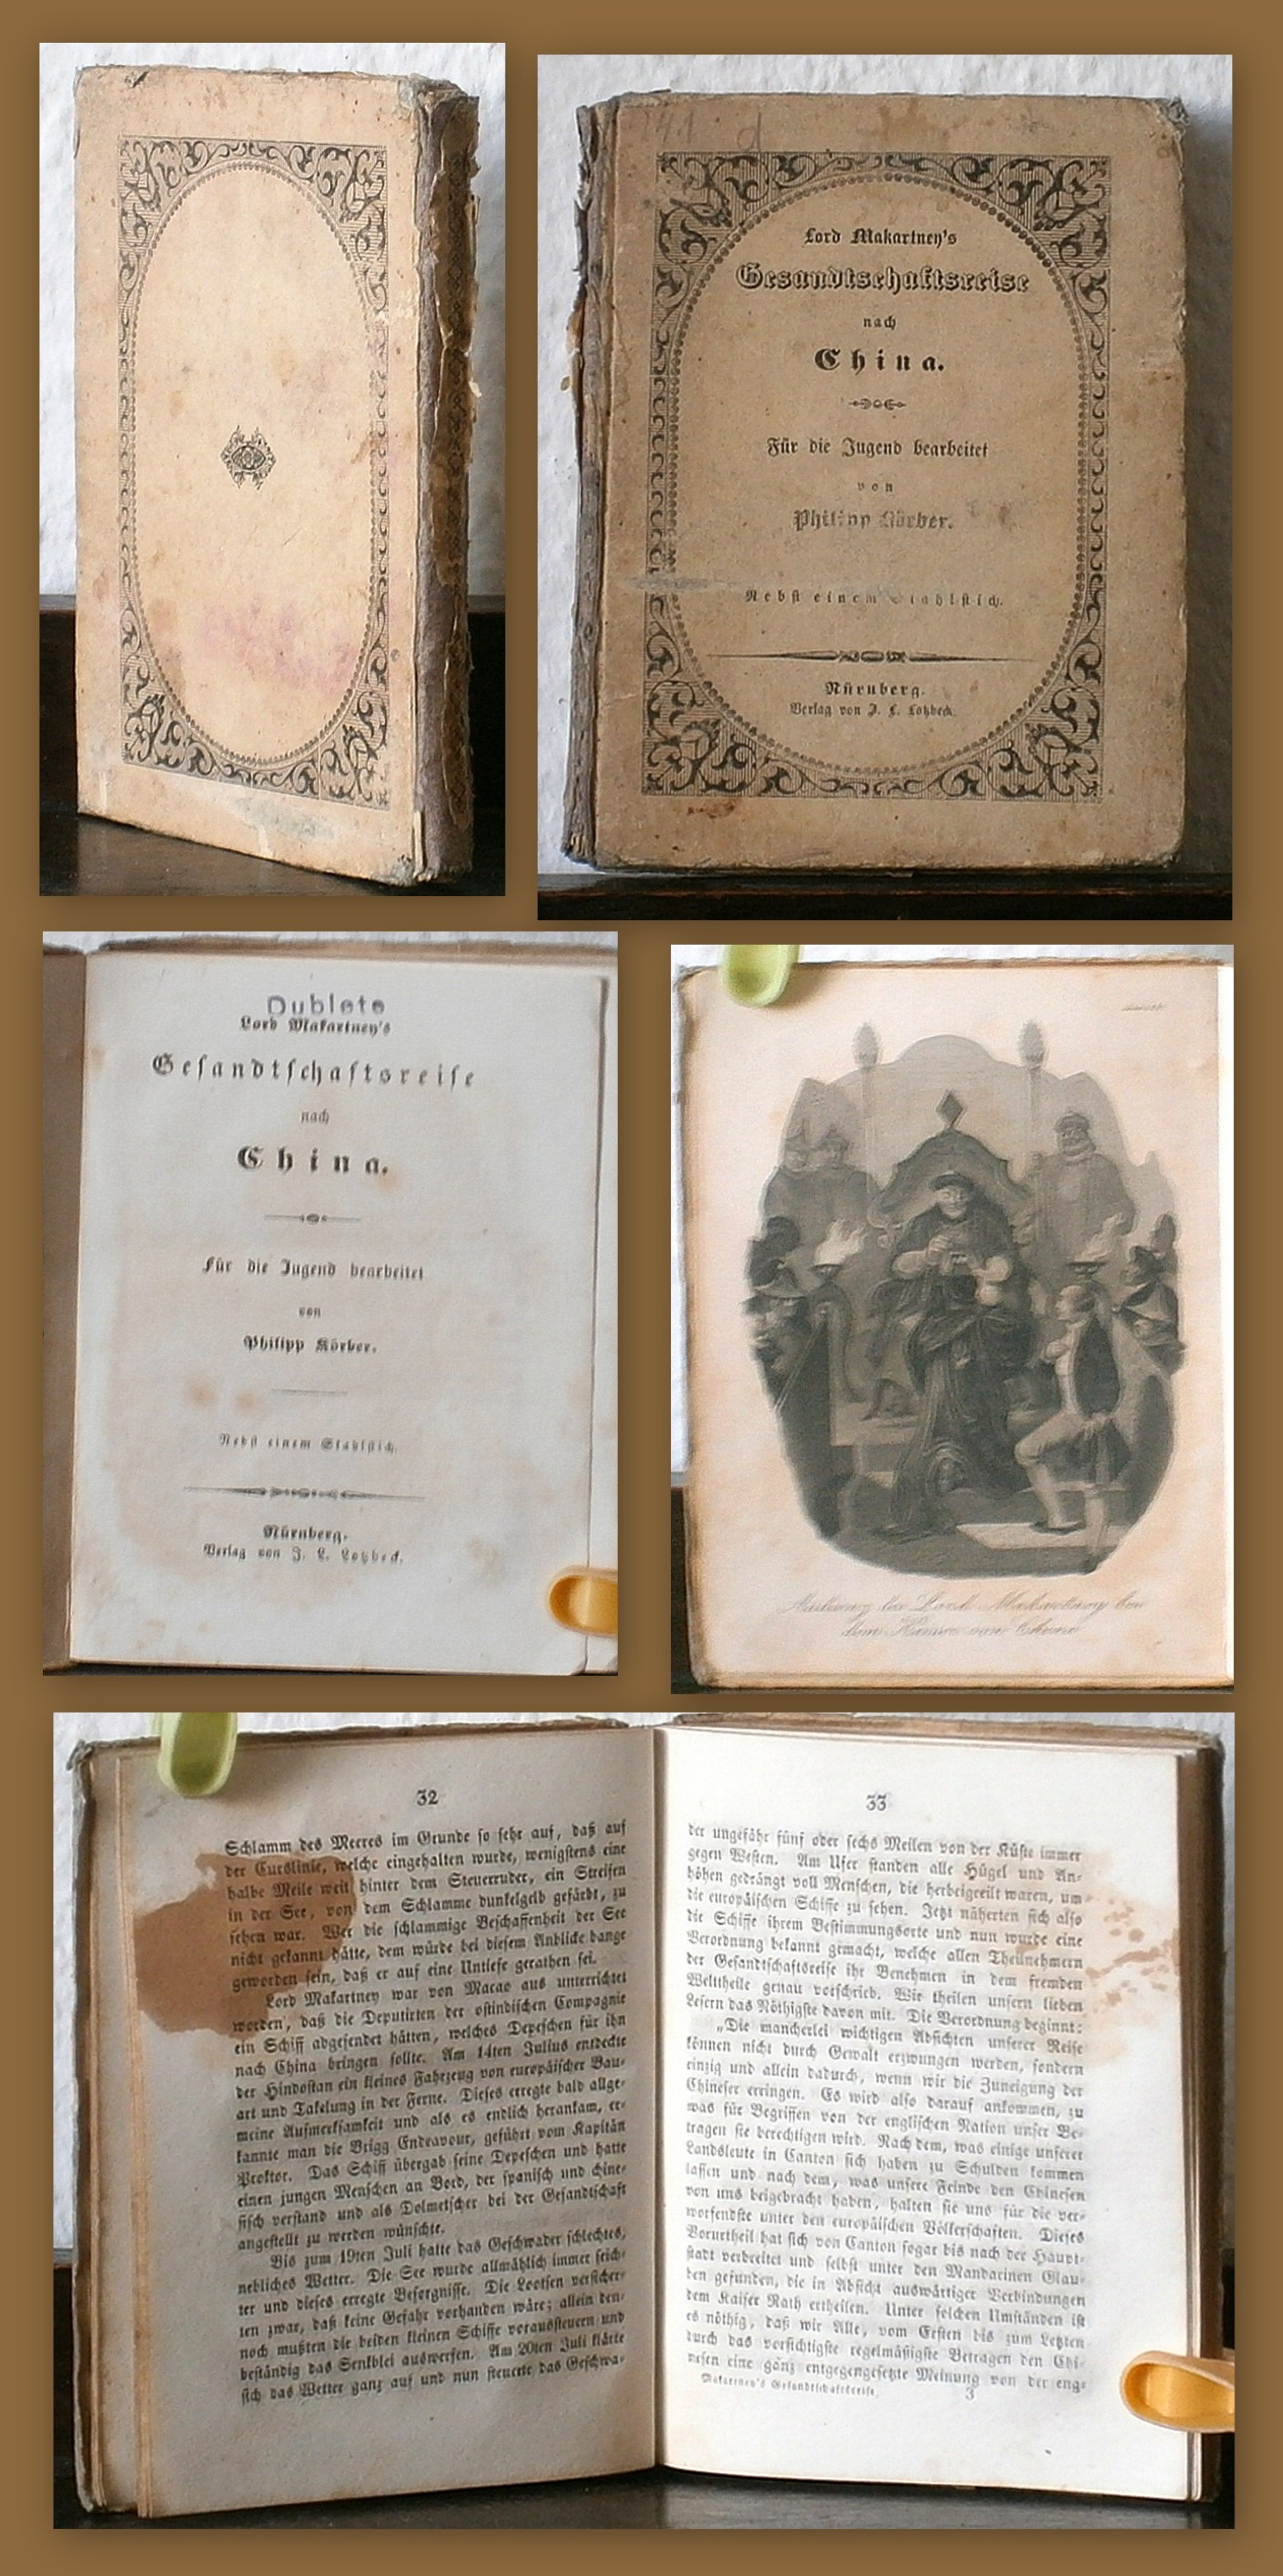 141 d
Lord Makartney's
Gesandtschaftsreise
nach
China.
Für die Jugend bearbeitet
von
Philipp Körber.
Nebst einem Stahlstich.
Nürnberg.
Verlag von J. L. Lotzbeck.
Dublete
Lord Makartney's
Gesandtschaftsreise
nach
China.
Für die Jugend bearbeitet
von
Philipp Körber.
Nebst einem Stahlstich.
Nürnberg.
Verlag von J. L. Lotzbeck.
Lord
dem Kaiser von China
32
Schlamm des Meeres im Grunde so sehr auf, daß auf
der Curslinie, welche eingehalten wurde, wenigstens eine
halbe Meile weit hinter dem Steuerruder, ein Streifen
in der See, von dem Schlamme dunkelgelb gefärbt, zu
sehen war. Wer die schlammige Beschaffenheit der See
nicht gekannt hätte, dem würde bei diesem Anblicke bange
geworden sein, daß er auf eine Untiefe gerathen sei.
Lord Makartney war von Macao aus unterrichtet
worden, daß die Deputirten der ostindischen Compagnie
ein Schiff abgesendet hätten, welches Depeschen für ihn
nach China bringen sollte. Am 14ten Julius entdeckte
der Hindostan ein kleines Fahrzeug von europäischer Bau-
art und Takelung in der Ferne. Dieses erregte bald allge-
meine Aufmerksamkeit und als es endlich herankam, er-
kannte man die Brigg Endeavour, geführt vom Kapitän
Proktor. Das Schiff übergab seine Depeschen und hatte
einen jungen Menschen an Bord, der spanisch und chine-
sisch verstand und als Dolmetscher bei der Gesandtschaft
angestellt zu werden wünschte.
Bis zum 19ten Juli hatte das Geschwader schlechtes,
nebliches Wetter. Die See wurde allmählich immer seich-
ter und dieses erregte Besorgnisse. Die Lootsen versicher-
ten zwar, daß keine Gefahr vorhanden wäre; allein den-
noch mußten die beiden kleinen Schiffe voraussteuern und
beständig das Senkblei auswerfen. Am 20ten Juli klärte
sich das Wetter ganz auf und nun steuerte das Geschwa-
33
der ungefähr fünf oder sechs Meilen von der Küste immer
gegen Westen. Am Ufer standen alle Hügel und An-
höhen gedrängt voll Menschen, die herbeigeeilt waren, um
die europäischen Schiffe zu sehen. Jetzt näherten sich also
die Schiffe ihrem Bestimmungsorte und nun wurde eine
Verordnung bekannt gemacht, welche allen Theilnehmern
der Gesandtschaftsreise ihr Benehmen in dem fremden
Welttheile genau vorschrieb. Wir theilen unsern lieben
Lesern das Nöthigste davon mit. Die Verordnung beginnt:
„Die mancherlei wichtigen Absichten unserer Reise
können nicht durch Gewalt erzwungen werden, sondern
einzig und allein dadurch, wenn wir die Zuneigung der
Chineser erringen. Es wird also darauf ankommen, zu
was für Begriffen von der englischen Nation unser Be-
tragen sie berechtigen wird. Nach dem, was einige unserer
Landsleute in Canton sich haben zu Schulden kommen
lassen und nach dem, was unsere Feinde den Chinesen
von uns beigebracht haben, halten sie uns für die ver-
worfendste unter den europäischen Völkerschaften. Dieses
Vorurtheil hat sich von Canton sogar bis nach der Haupt-
stadt verbreitet und selbst unter den Mandarinen Glau-
ben gefunden, die in Absicht auswärtiger Verbindungen
dem Kaiser Rath ertheilen. Unter solchen Umständen ist
es nöthig, daß wir Alle, vom Ersten bis zum Letzten
durch das vorsichtigste regelmäßigste Betragen den Chi-
nesen eine ganz entgegengesetzte Meinung von der eng-
Makartney's Gesandtschaftsreise. 3